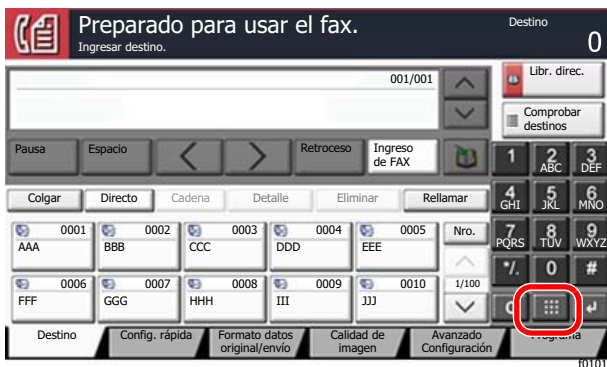 Preparado para usar el fax.
Ingresar destino.
Destino
0
001/001
Libr. direc.
Comprobar
destinos
Pausa
Espacio
Retroceso
Ingreso
de FAX
1
2
ABC
3
DEF
Colgar
Directo
Cadena
Detalle
Eliminar
Rellamar
4
GHI
5
JKL
6
MNO
0001
AAA
0002
BBB
0003
CCC
0004
DDD
0005
EEE
Nro.
7
PQRS
8
TUV
9
WXYZ
*/.
0
#
0006
FFF
0007
GGG
0008
HHH
0009
III
0010
JJJ
1/100
C
Destino
Config. rápida
Formato datos
original/envío
Calidad de
imagen
Avanzado
Configuración
Programa
f0101